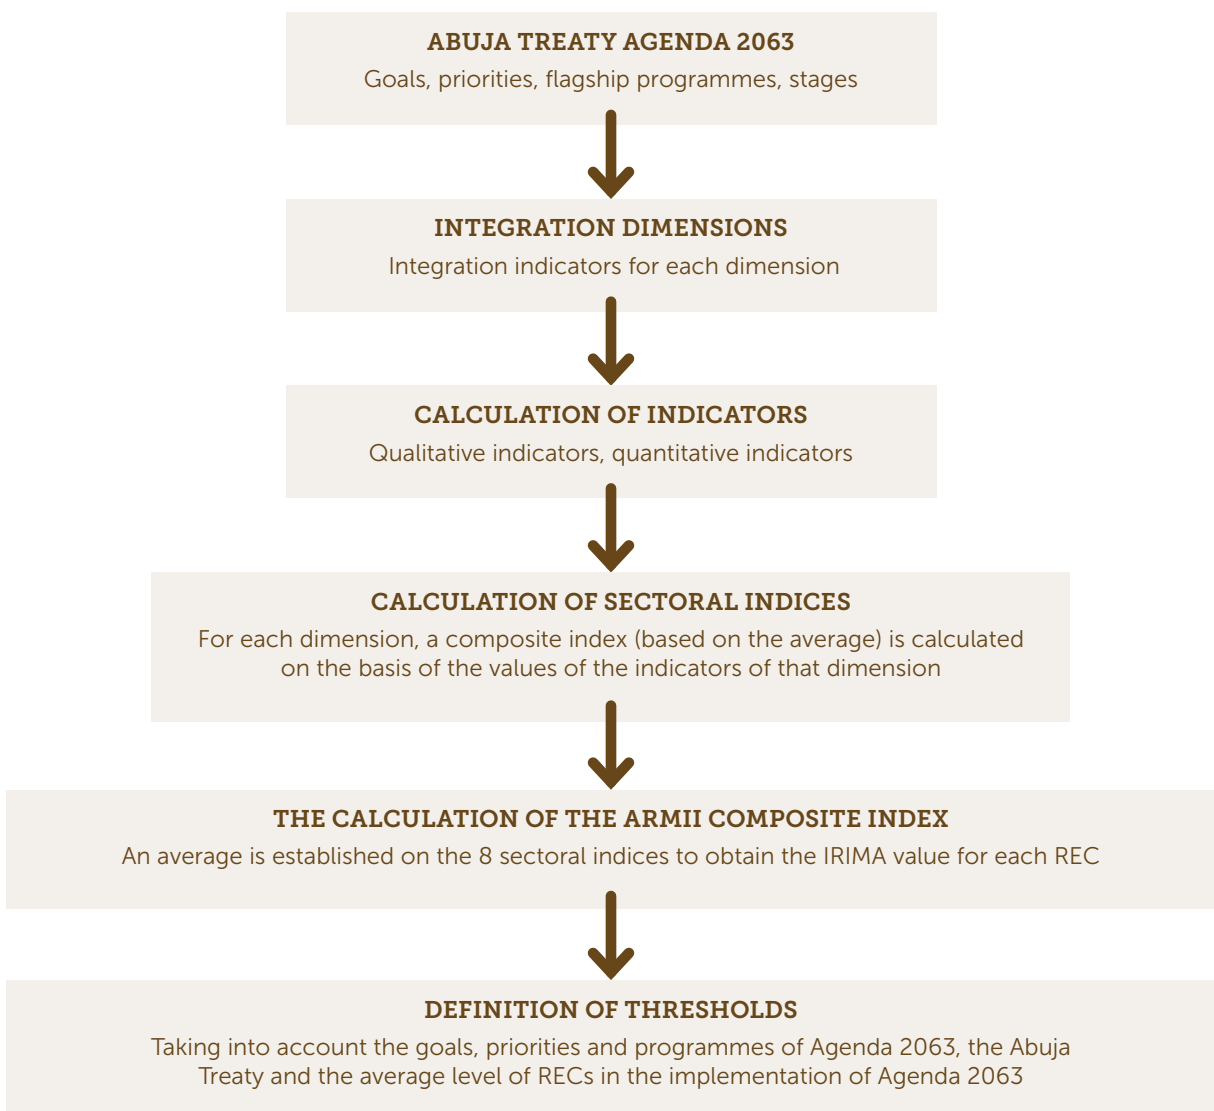 ABUJA TREATY AGENDA 2063
Goals, priorities, flagship programmes, stages
INTEGRATION DIMENSIONS
Integration indicators for each dimension
CALCULATION OF INDICATORS
Qualitative indicators, quantitative indicators
CALCULATION OF SECTORAL INDICES
For each dimension, a composite index (based on the average) is calculated
on the basis of the values of the indicators of that dimension
THE CALCULATION OF THE ARMII COMPOSITE INDEX
An average is established on the 8 sectoral indices to obtain the IRIMA value for each REC
DEFINITION OF THRESHOLDS
Taking into account the goals, priorities and programmes of Agenda 2063, the Abuja
Treaty and the average level of RECs in the implementation of Agenda 2063